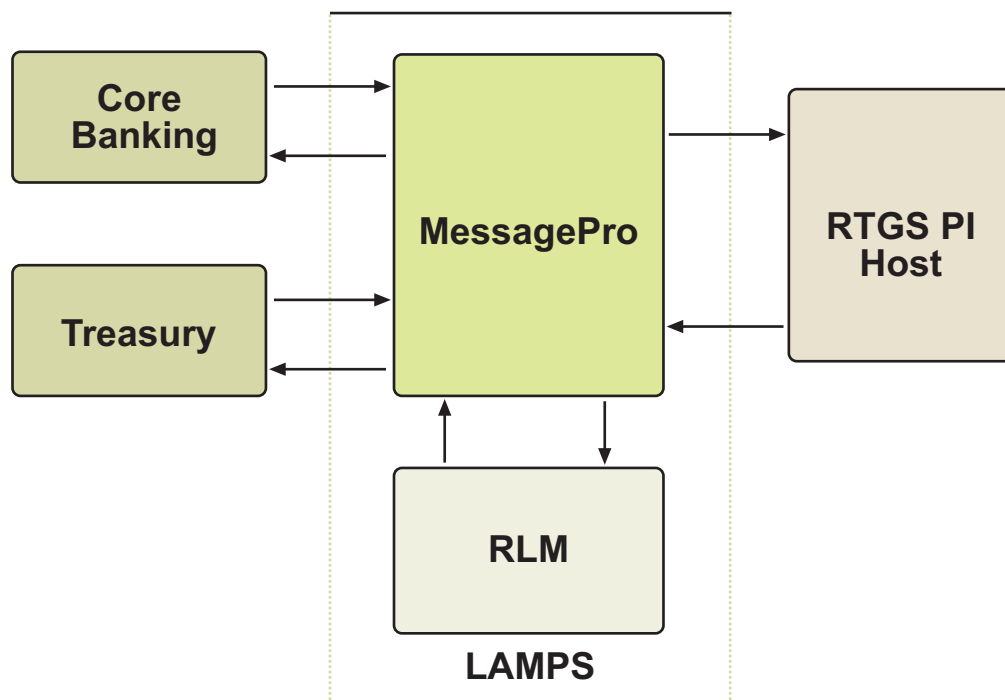 Core
Banking
MessagePro
RTGS PI
Host
Treasury
RLM
LAMPS